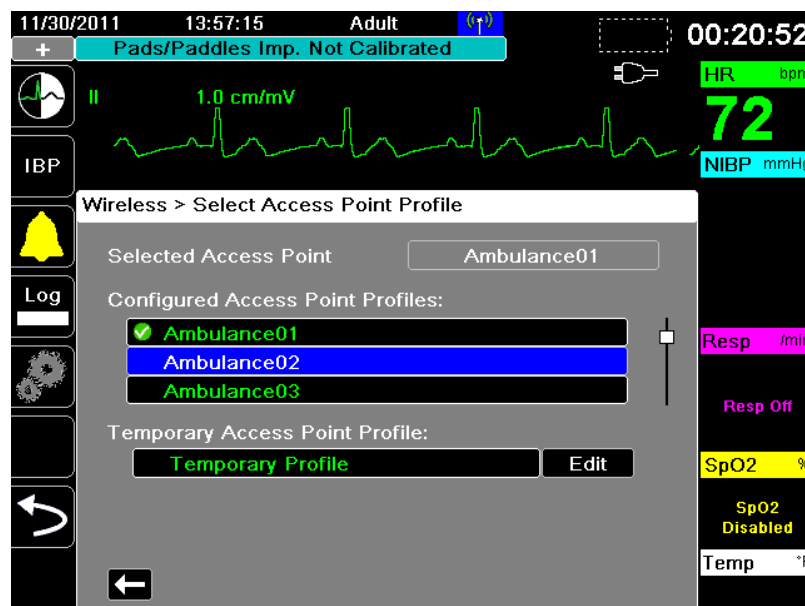 11/30/2011 13:57:15 Adult
00:20:52
+ Pads/Paddles Imp. Not Calibrated
HR bpm
II 1.0 cm/mV
72
IBP
NIBP mmHg
Wireless > Select Access Point Profile
Selected Access Point Ambulance01
Log
Configured Access Point Profiles:
Ambulance01
Resp /min
Ambulance02
Ambulance03
Resp Off
Temporary Access Point Profile:
Temporary Profile Edit
SpO2 %
SpO2
Disabled
Temp °F